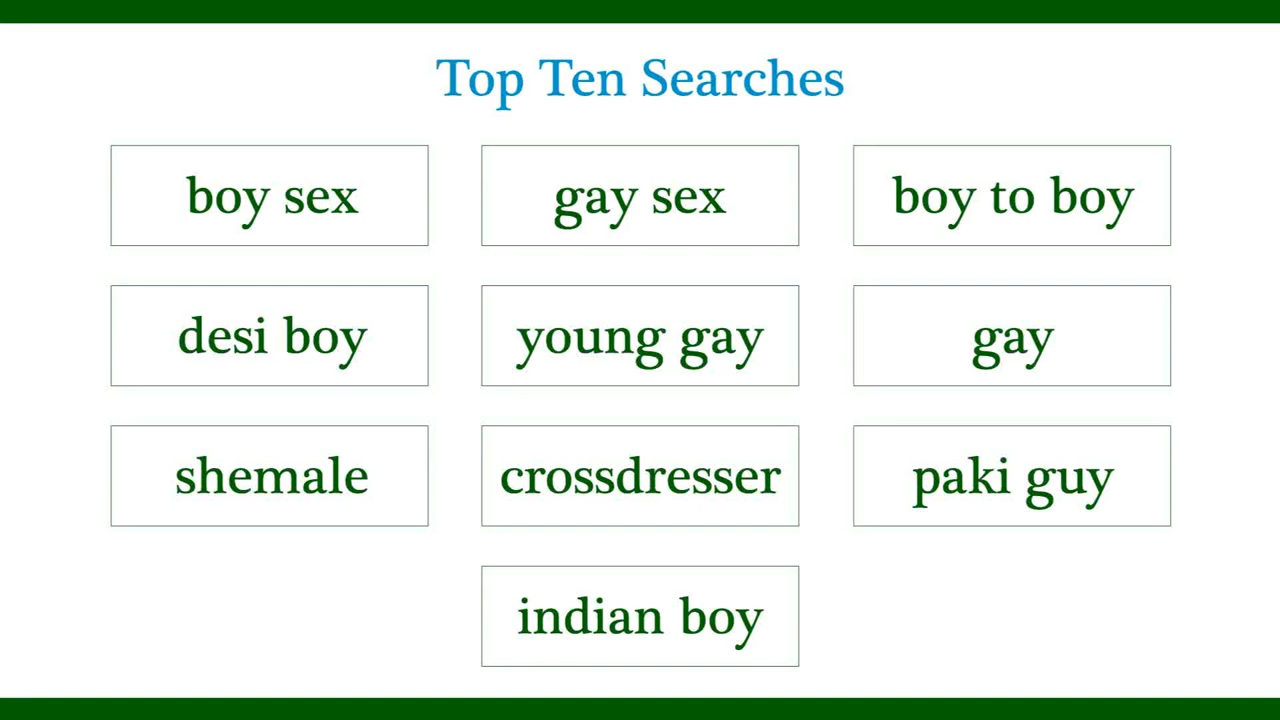 Top Ten Searches
boy sex
gay sex
boy to boy
desi boy
young gay
gay
shemale
crossdresser
paki guy
indian boy